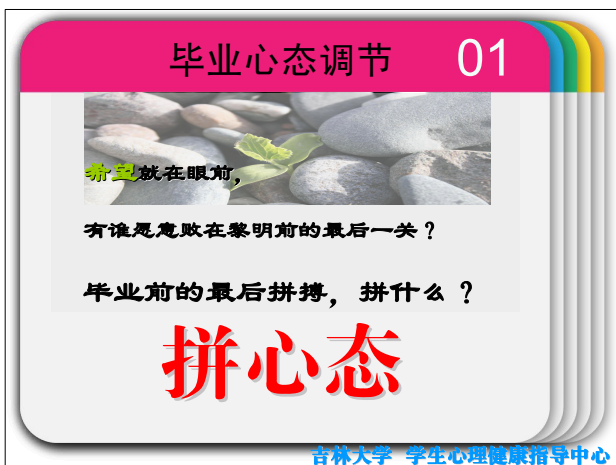 毕业心态调节 01
希望就在眼前，
有谁愿意败在黎明前的最后一关？
毕业前的最后拼搏，拼什么？
拼心态
吉林大学 学生心理健康指导中心